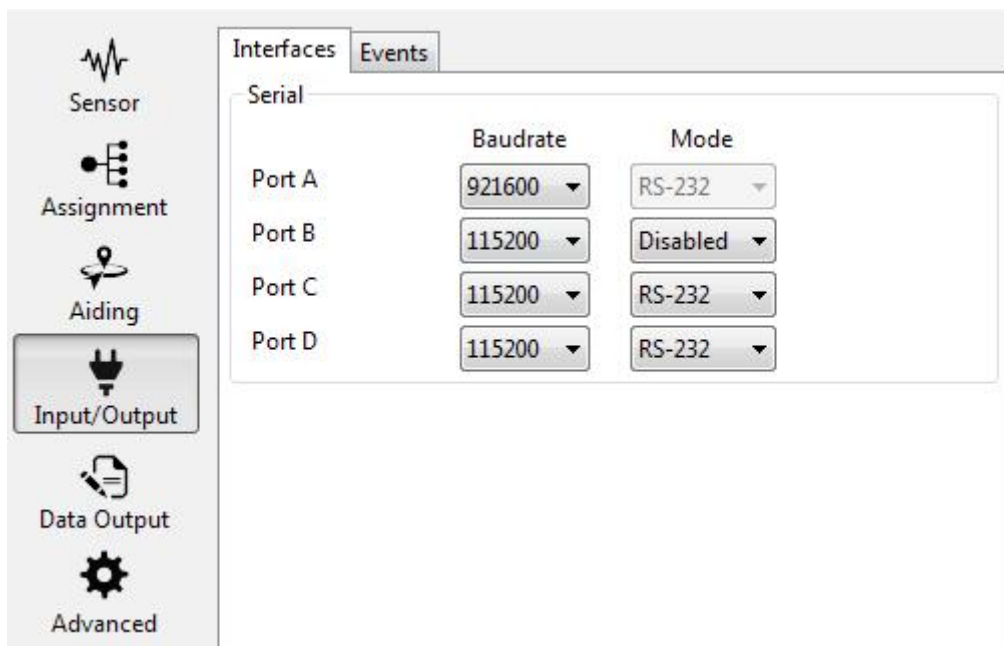 Sensor
Assignment
Aiding
Input/Output
Data Output
Advanced
Interfaces Events
Serial
Baudrate Mode
Port A 921600 RS-232
Port B 115200 Disabled
Port C 115200 RS-232
Port D 115200 RS-232